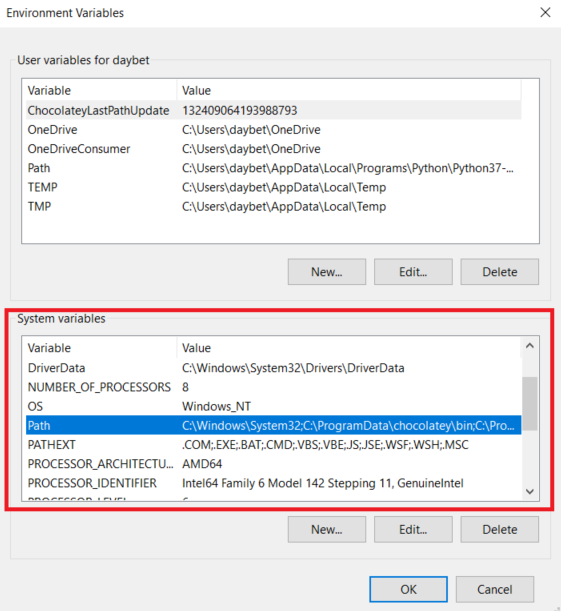 Environment Variables
User variables for daybet
Variable Value
ChocolateyLastPathUpdate 132409064193988793
OneDrive C:\Users\daybet\OneDrive
OneDriveConsumer C:\Users\daybet\OneDrive
Path C:\Users\daybet\AppData\Local\Programs\Python\Python37-...
TEMP C:\Users\daybet\AppData\Local\Temp
TMP C:\Users\daybet\AppData\Local\Temp
New... Edit... Delete
System variables
Variable Value
DriverData C:\Windows\System32\Drivers\DriverData
NUMBER_OF_PROCESSORS 8
OS Windows_NT
Path C:\Windows\System32;C:\ProgramData\chocolatey\bin;C:\Pro...
PATHEXT .COM;.EXE;.BAT;.CMD;.VBS;.VBE;.JS;.JSE;.WSF;.WSH;.MSC
PROCESSOR_ARCHITECTU... AMD64
PROCESSOR_IDENTIFIER Intel64 Family 6 Model 142 Stepping 11, GenuineIntel
New... Edit... Delete
OK Cancel